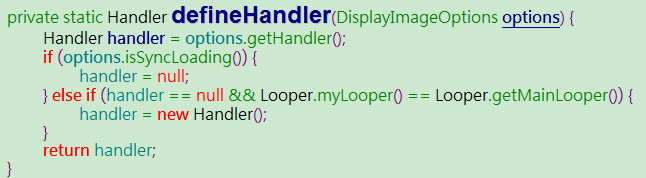 private static Handler defineHandler(DisplayImageOptions options) {
Handler handler = options.getHandler();
if (options.isSyncLoading()) {
handler = null;
} else if (handler == null && Looper.myLooper() == Looper.getMainLooper()) {
handler = new Handler();
}
return handler;
}